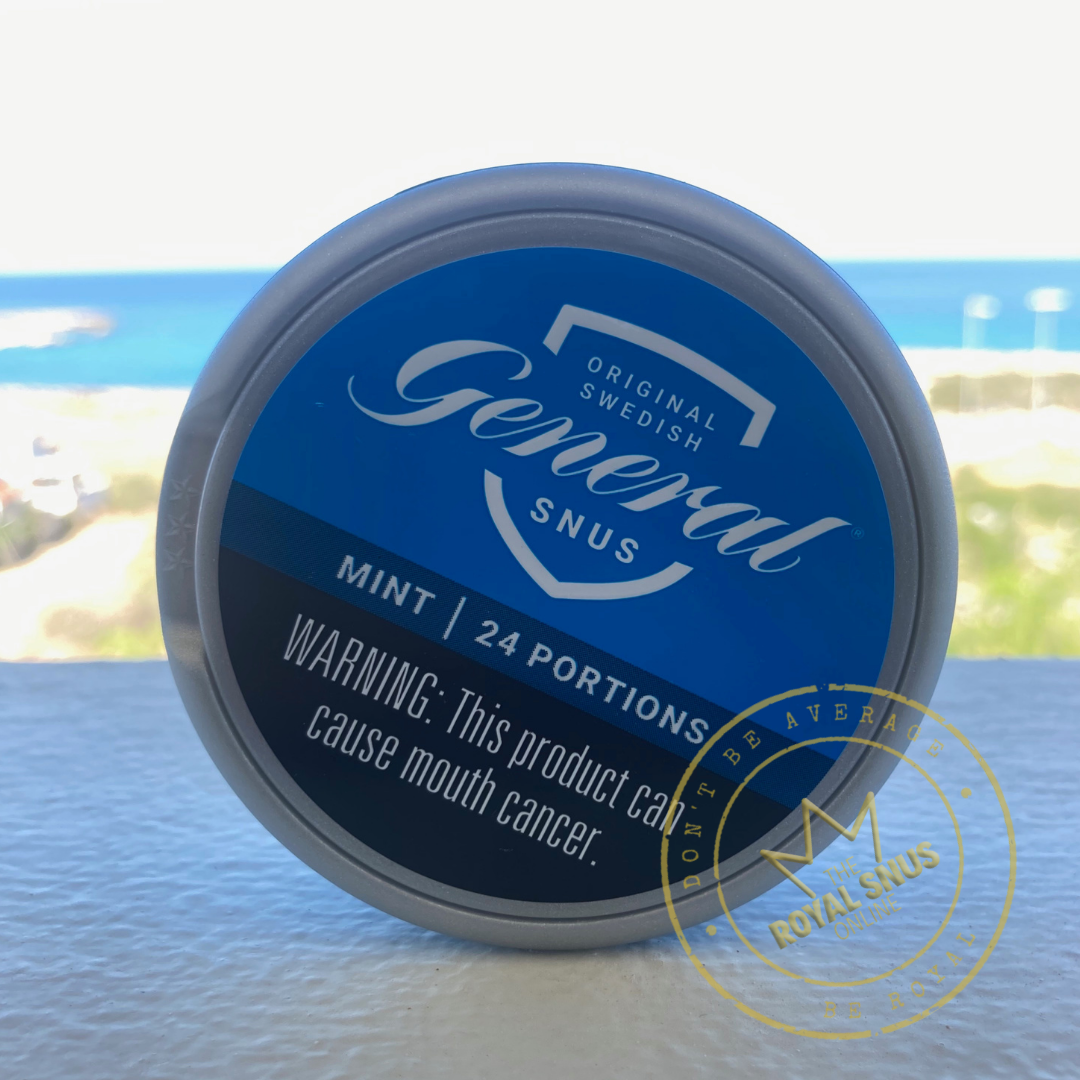 ORIGINAL
SWEDISH
General®
SNUS
MINT | 24 PORTIONS
WARNING: This product can
cause mouth cancer.
DON'T BE AVERAGE
THE
ROYAL SNUS
ONLINE
BE ROYAL